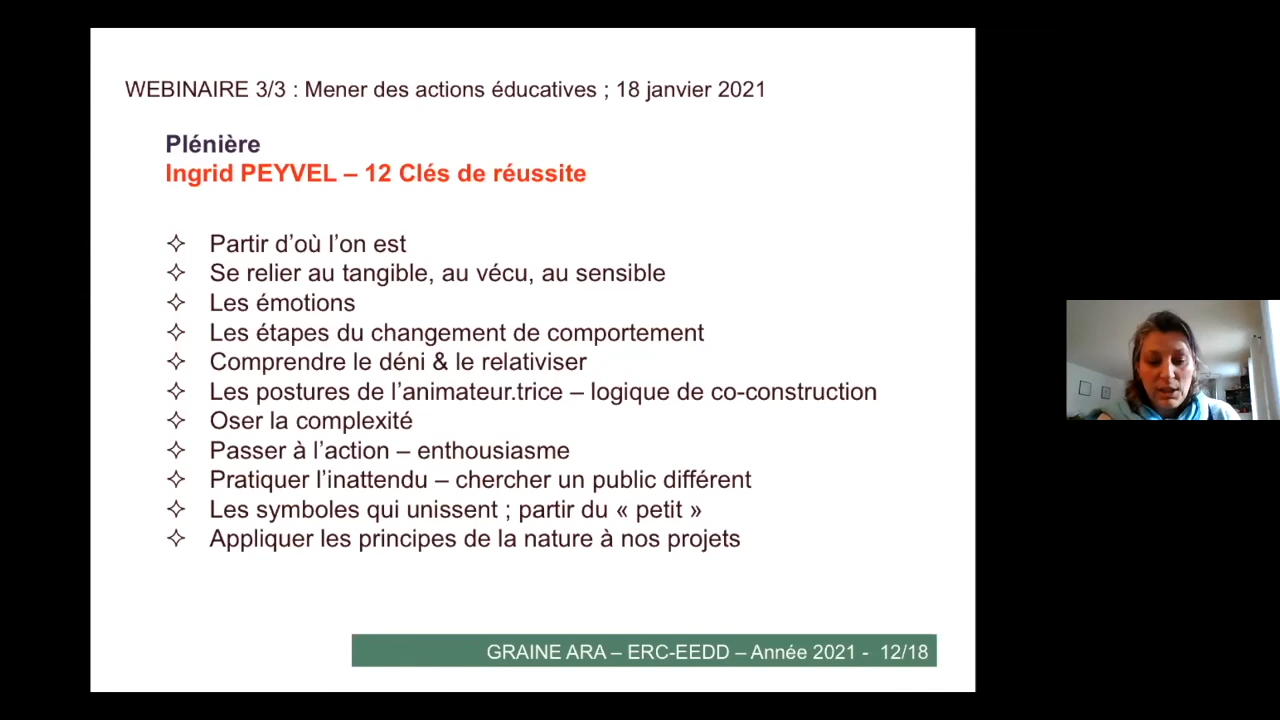 WEBINAIRE 3/3 : Mener des actions éducatives ; 18 janvier 2021
Plénière
Ingrid PEYVEL – 12 Clés de réussite
✧ Partir d’où l’on est
✧ Se relier au tangible, au vécu, au sensible
✧ Les émotions
✧ Les étapes du changement de comportement
✧ Comprendre le déni & le relativiser
✧ Les postures de l’animateur.trice – logique de co-construction
✧ Oser la complexité
✧ Passer à l’action – enthousiasme
✧ Pratiquer l’inattendu – chercher un public différent
✧ Les symboles qui unissent ; partir du « petit »
✧ Appliquer les principes de la nature à nos projets
GRAINE ARA – ERC-EEDD – Année 2021 - 12/18